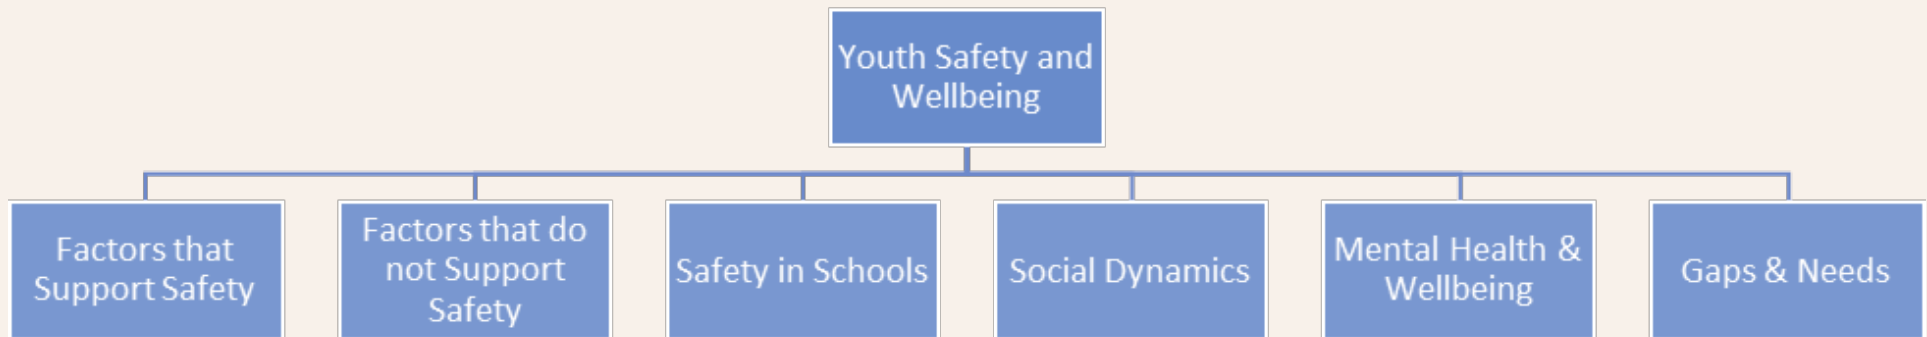 Youth Safety and
Wellbeing
Factors that
Support Safety
Factors that do
not Support
Safety
Safety in Schools
Social Dynamics
Mental Health &
Wellbeing
Gaps & Needs